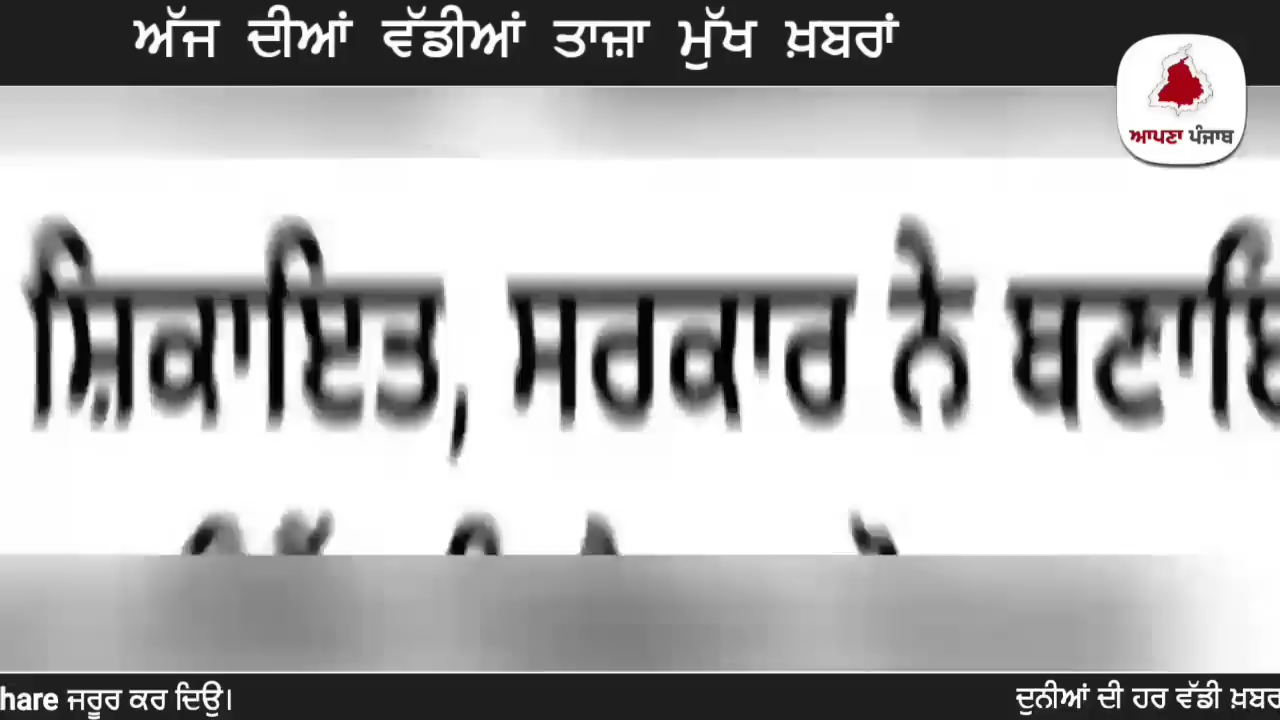 ਅੱਜ ਦੀਆਂ ਵੱਡੀਆਂ ਤਾਜ਼ਾ ਮੁੱਖ ਖ਼ਬਰਾਂ
ਆਪਣਾ ਪੰਜਾਬ
ਸ਼ਿਕਾਇਤ, ਸਰਕਾਰ ਨੇ ਬਣਾਇ
hare ਜਰੂਰ ਕਰ ਦਿਉ। ਦੁਨੀਆਂ ਦੀ ਹਰ ਵੱਡੀ ਖ਼ਬਰ